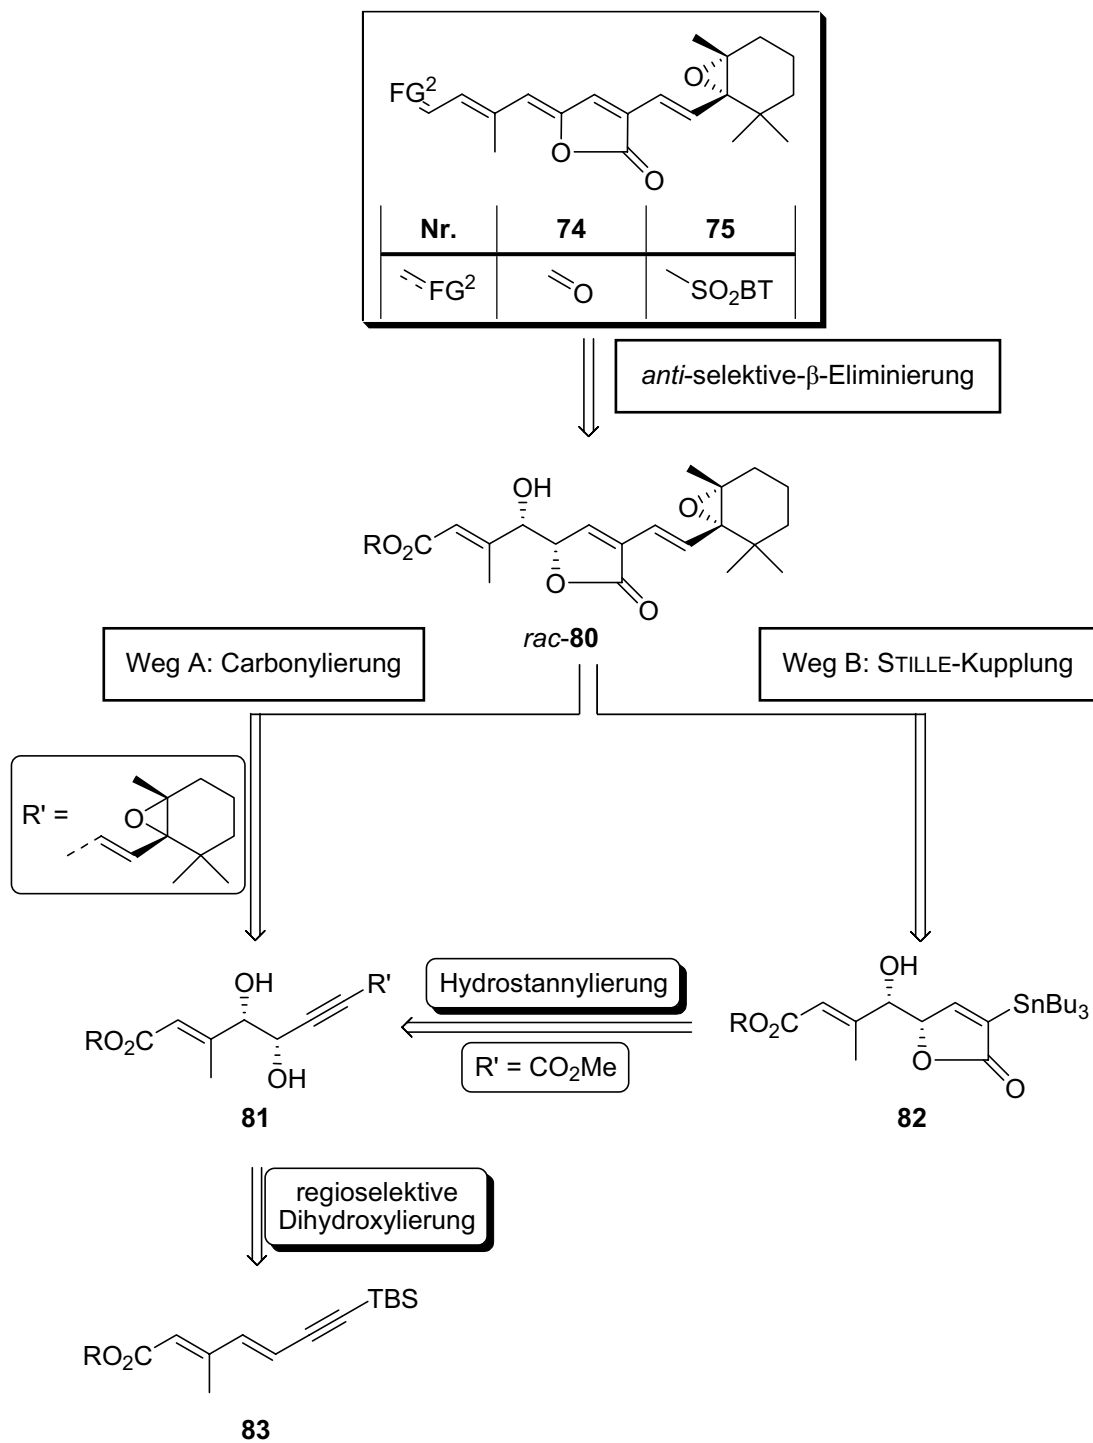 FG²
O
O
O
Nr. 74 75
FG² O SO₂BT
anti-selektive-β-Eliminierung
OH
RO₂C
O
O
O
rac-80
Weg A: Carbonylierung
Weg B: STILLE-Kupplung
R' =
O
OH
R'
RO₂C
OH
81
Hydrostannylierung
R' = CO₂Me
OH
SnBu₃
RO₂C
O
O
82
regioselektive
Dihydroxylierung
TBS
RO₂C
83